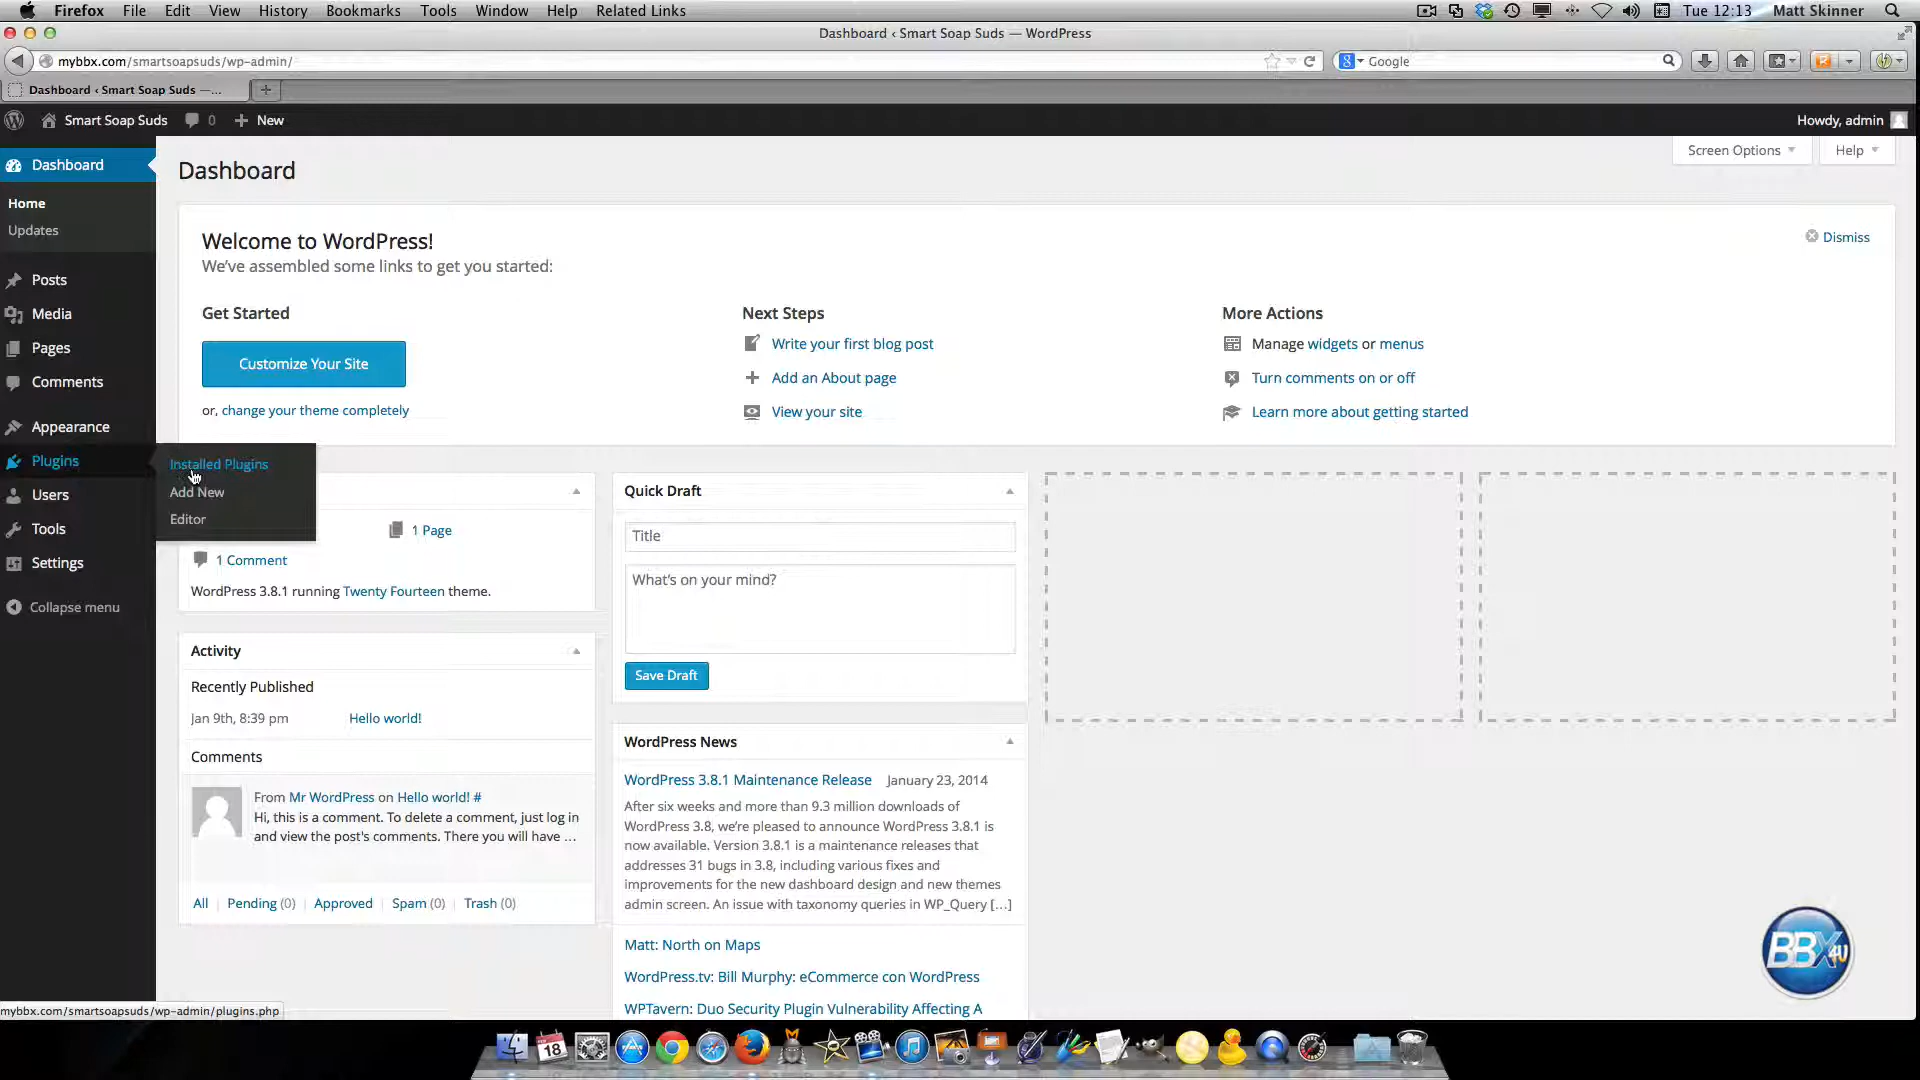 Firefox File Edit View History Bookmarks Tools Window Help Related Links Tue 12:13 Matt Skinner
Dashboard ‹ Smart Soap Suds — WordPress
mybbx.com/smartsoapsuds/wp-admin/ Google
Dashboard ‹ Smart Soap Suds —...
Smart Soap Suds 0 + New Howdy, admin
Dashboard
Home
Updates
Posts
Media
Pages
Comments
Appearance
Plugins
Users
Tools
Settings
Collapse menu
Installed Plugins
Add New
Editor
Dashboard
Screen Options Help
Welcome to WordPress!
Dismiss
We've assembled some links to get you started:
Get Started
Customize Your Site
or, change your theme completely
Next Steps
Write your first blog post
Add an About page
View your site
More Actions
Manage widgets or menus
Turn comments on or off
Learn more about getting started
1 Page
1 Comment
WordPress 3.8.1 running Twenty Fourteen theme.
Activity
Recently Published
Jan 9th, 8:39 pm Hello world!
Comments
From Mr WordPress on Hello world! #
Hi, this is a comment. To delete a comment, just log in
and view the post's comments. There you will have ...
All | Pending (0) | Approved | Spam (0) | Trash (0)
Quick Draft
Title
What's on your mind?
Save Draft
WordPress News
WordPress 3.8.1 Maintenance Release January 23, 2014
After six weeks and more than 9.3 million downloads of
WordPress 3.8, we're pleased to announce WordPress 3.8.1 is
now available. Version 3.8.1 is a maintenance releases that
addresses 31 bugs in 3.8, including various fixes and
improvements for the new dashboard design and new themes
admin screen. An issue with taxonomy queries in WP_Query […]
Matt: North on Maps
WordPress.tv: Bill Murphy: eCommerce con WordPress
WPTavern: Duo Security Plugin Vulnerability Affecting A
BBX4U
mybbx.com/smartsoapsuds/wp-admin/plugins.php
18